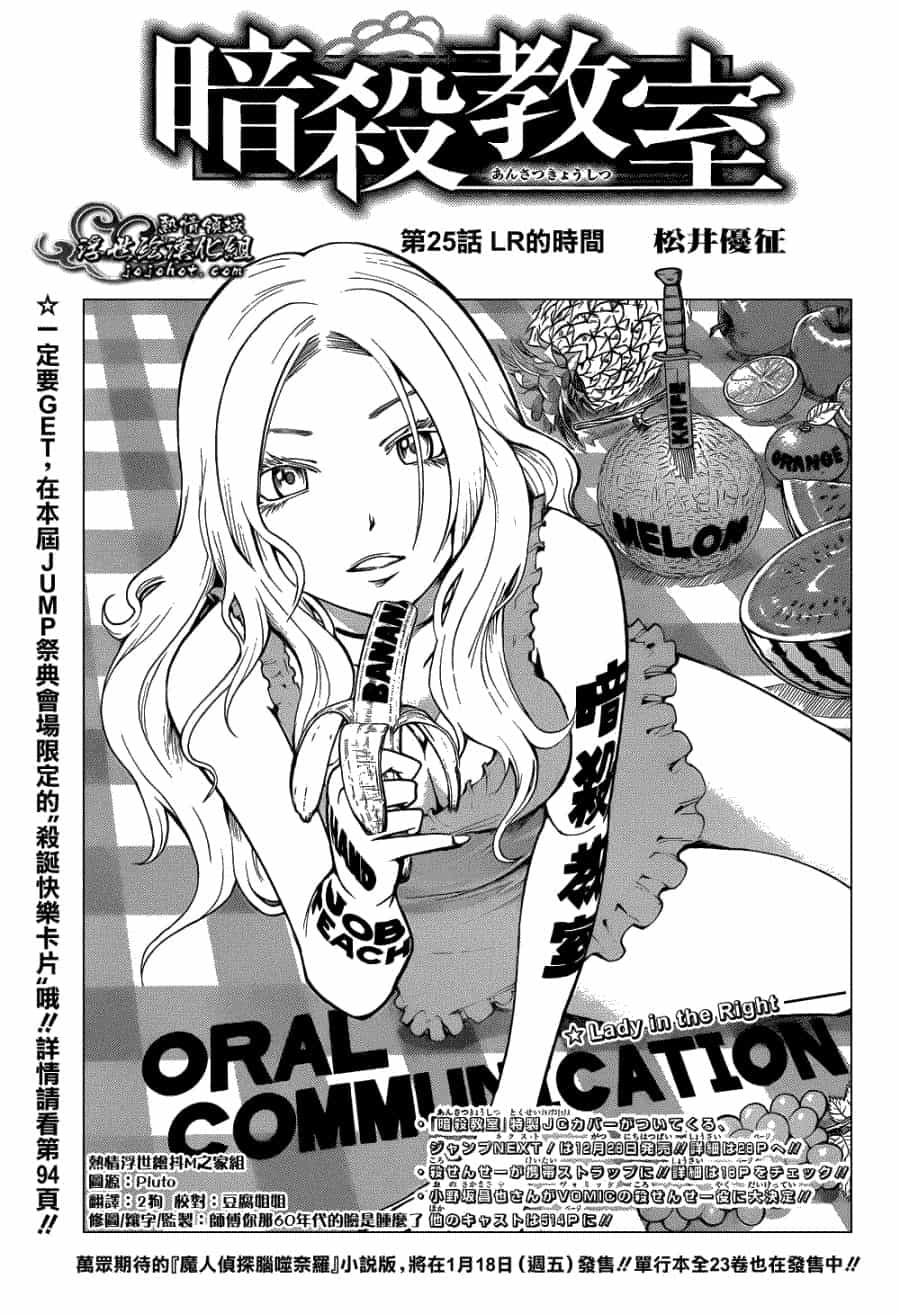 暗殺教室
あんさつきょうしつ
熱情領域
浮世繪漢化組
jojohot.com
第25話 LR的時間
松井優征
☆一定要GET，在本屆JUMP祭典會場限定的"殺誕快樂卡片"哦!!詳情請看第94頁!!
KNIFE
ORANGE
MELON
BANANA
暗殺教室
HAND
JOB
TEACH
☆Lady in the Right
ORAL
COMMUNICATION
・「暗殺教室」特製JCカバーがついてくる、
ジャンプNEXT！は12月28日発売!!詳細は28Pへ!!
・殺せんせーが携帯ストラップに!!詳細は18Pをチェック!!
・小野坂昌也さんがVOMICの殺せんせー役に大決定!!
他のキャストは514Pに!!
熱情浮世繪抖M之家組
圖源：Pluto
翻譯：2狗 校對：豆腐姐姐
修圖/鑲字/監製：師傅你那60年代的臉是腫麼了
萬眾期待的『魔人偵探腦噬奈羅』小説版，將在1月18日（週五）發售!!單行本全23卷也在發售中!!